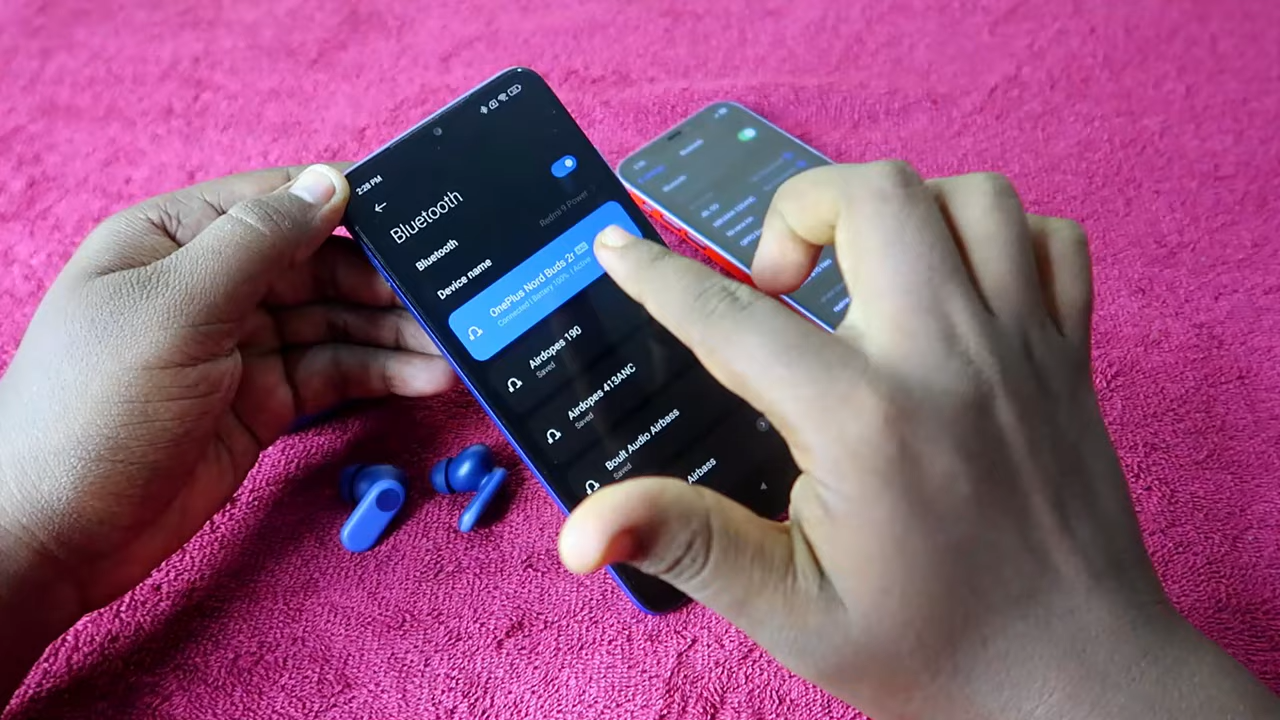 2:28 PM
Bluetooth
Bluetooth
Device name
Redmi 9 Power
OnePlus Nord Buds 2r
Connected | Battery 100% | Active
Airdopes 190
Saved
Airdopes 413ANC
Saved
Boult Audio Airbass
Saved
Airbass